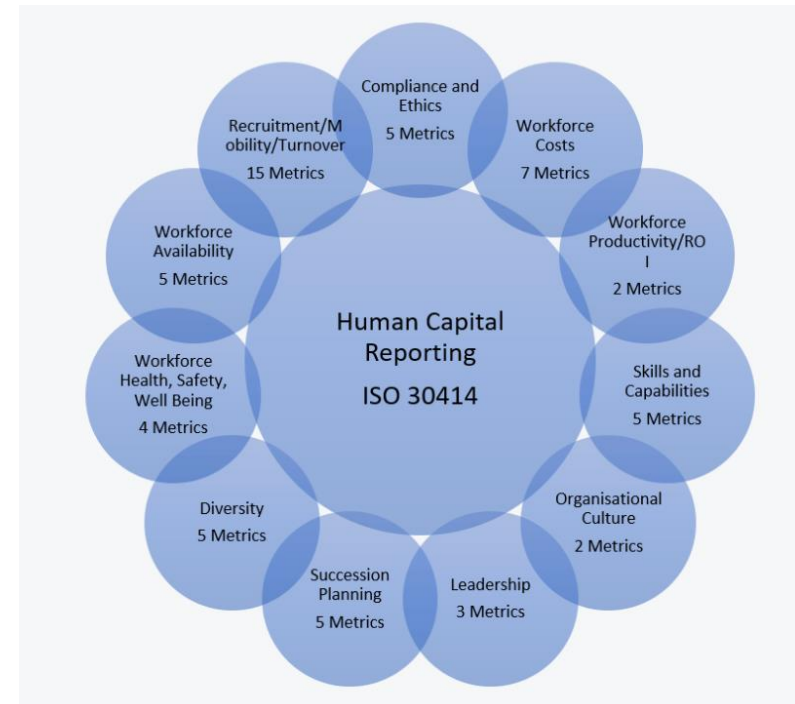 Human Capital
Reporting
ISO 30414
Compliance and
Ethics
5 Metrics
Workforce
Costs
7 Metrics
Workforce
Productivity/RO
I
2 Metrics
Skills and
Capabilities
5 Metrics
Organisational
Culture
2 Metrics
Leadership
3 Metrics
Succession
Planning
5 Metrics
Diversity
5 Metrics
Workforce
Health, Safety,
Well Being
4 Metrics
Workforce
Availability
5 Metrics
Recruitment/M
obility/Turnover
15 Metrics